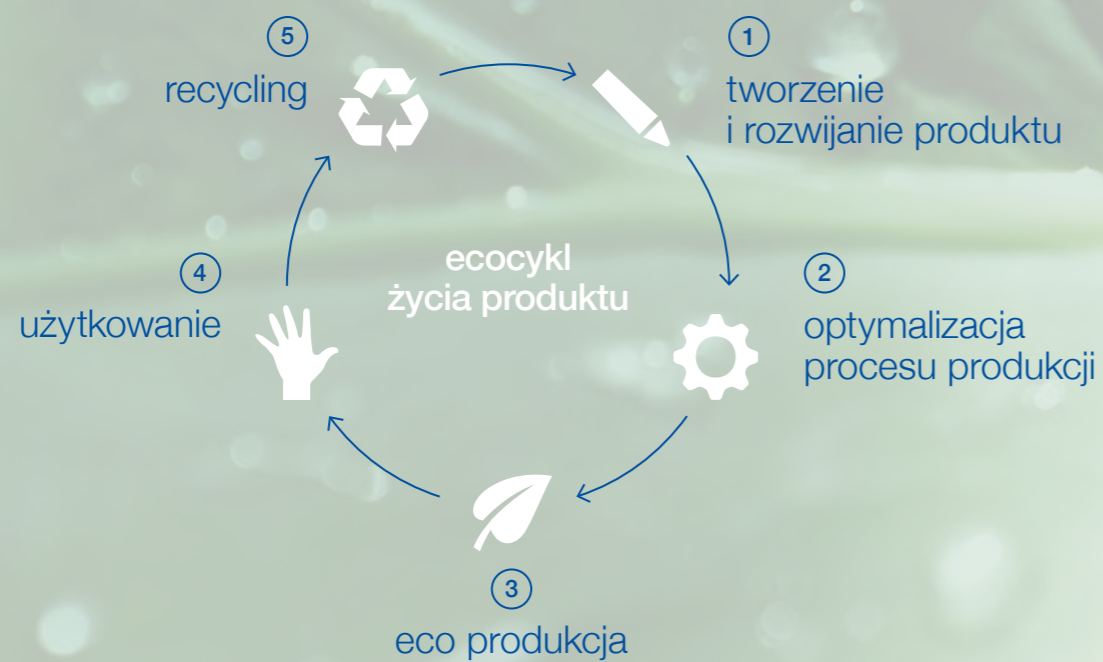 5
recycling
1
tworzenie
i rozwijanie produktu
ecocykl
życia produktu
4
użytkowanie
2
optymalizacja
procesu produkcji
3
eco produkcja